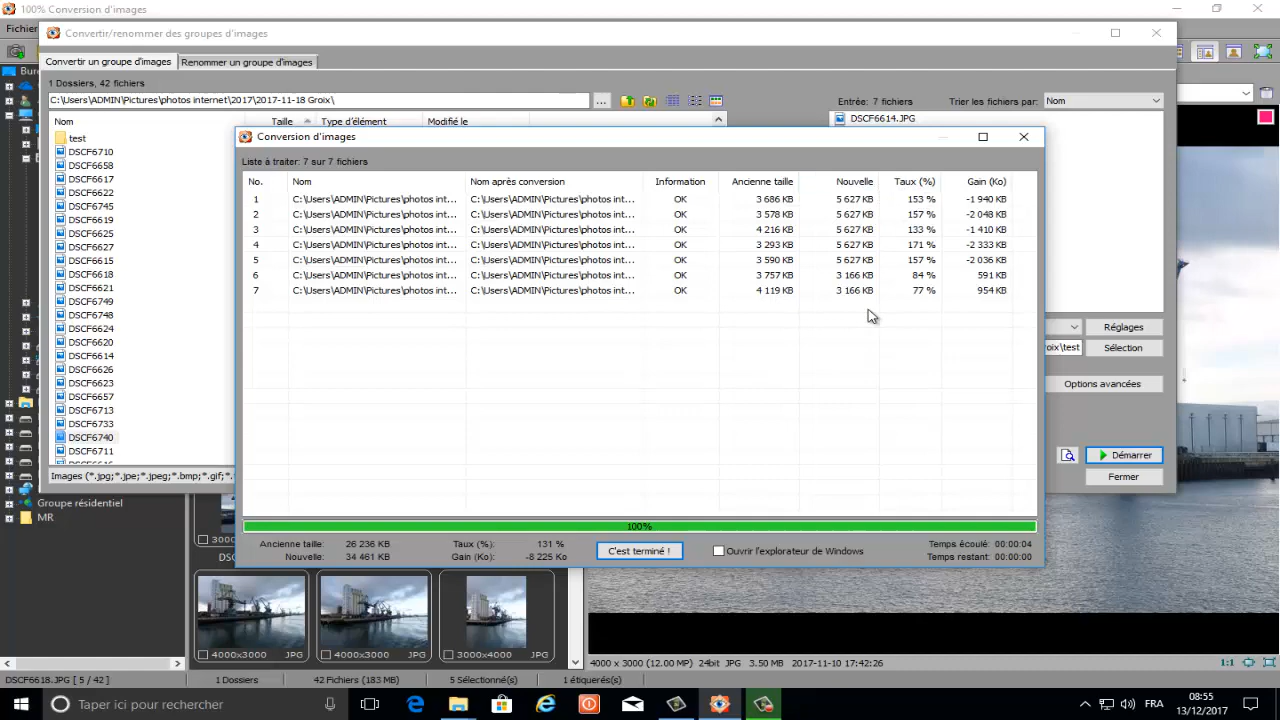 100% Conversion d'images
Fichier
Convertir/renommer des groupes d'images
Convertir un groupe d'images Renommer un groupe d'images
1 Dossiers, 42 fichiers
C:\Users\ADMIN\Pictures\photos internet\2017\2017-11-18 Groix\ ... Entrée: 7 fichiers Trier les fichiers par: Nom
Nom Taille Type d'élément Modifié le
DSCF6614.JPG
test
DSCF6710
DSCF6658
DSCF6617
DSCF6622
DSCF6745
DSCF6619
DSCF6625
DSCF6627
DSCF6615
DSCF6618
DSCF6621
DSCF6749
DSCF6748
DSCF6624
DSCF6620
DSCF6614
DSCF6626
DSCF6623
DSCF6657
DSCF6713
DSCF6733
DSCF6740
DSCF6711
Images (*.jpg;*.jpe;*.jpeg;*.bmp;*.gif;*.
Conversion d'images
Liste à traiter: 7 sur 7 fichiers
No. Nom Nom après conversion Information Ancienne taille Nouvelle Taux (%) Gain (Ko)
1 C:\Users\ADMIN\Pictures\photos int... C:\Users\ADMIN\Pictures\photos int... OK 3 686 KB 5 627 KB 153 % -1 940 KB
2 C:\Users\ADMIN\Pictures\photos int... C:\Users\ADMIN\Pictures\photos int... OK 3 578 KB 5 627 KB 157 % -2 048 KB
3 C:\Users\ADMIN\Pictures\photos int... C:\Users\ADMIN\Pictures\photos int... OK 4 216 KB 5 627 KB 133 % -1 410 KB
4 C:\Users\ADMIN\Pictures\photos int... C:\Users\ADMIN\Pictures\photos int... OK 3 293 KB 5 627 KB 171 % -2 333 KB
5 C:\Users\ADMIN\Pictures\photos int... C:\Users\ADMIN\Pictures\photos int... OK 3 590 KB 5 627 KB 157 % -2 036 KB
6 C:\Users\ADMIN\Pictures\photos int... C:\Users\ADMIN\Pictures\photos int... OK 3 757 KB 3 166 KB 84 % 591 KB
7 C:\Users\ADMIN\Pictures\photos int... C:\Users\ADMIN\Pictures\photos int... OK 4 119 KB 3 166 KB 77 % 954 KB
100%
Ancienne taille: 26 236 KB Taux (%): 131 % Temps écoulé: 00:00:04
Nouvelle: 34 461 KB Gain (Ko): -8 225 Ko Temps restant: 00:00:00
C'est terminé ! Ouvrir l'explorateur de Windows
Réglages
oix\test Sélection
Options avancées
Démarrer
Fermer
Bure
Groupe résidentiel
MR
3000
DSC
4000x3000 JPG 4000x3000 JPG 3000x4000 JPG
4000 x 3000 (12.00 MP) 24bit JPG 3.50 MB 2017-11-10 17:42:26 1:1
DSCF6618.JPG [ 5 / 42 ] 1 Dossiers 42 Fichiers (183 MB) 5 Sélectionné(s) 1 étiquetés(s)
Taper ici pour rechercher
FRA
08:55
13/12/2017